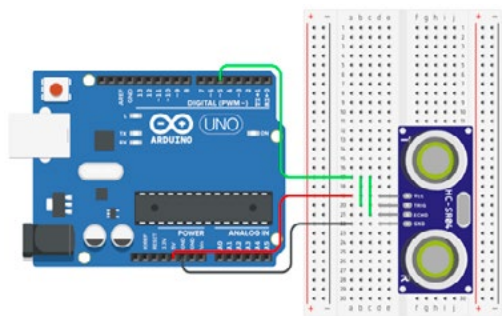 AREF
GND
13
12
~11
~10
~9
8
7
~6
~5
4
~3
2
TX→1
RX←0
DIGITAL (PWM~)
L
TX
RX
UNO
ON
ARDUINO
IOREF
RESET
3.3V
5V
GND
GND
Vin
POWER
ANALOG IN
A0
A1
A2
A3
A4
A5
a b c d e
f g h i j
HC-SR04
VCC
TRIG
ECHO
GND